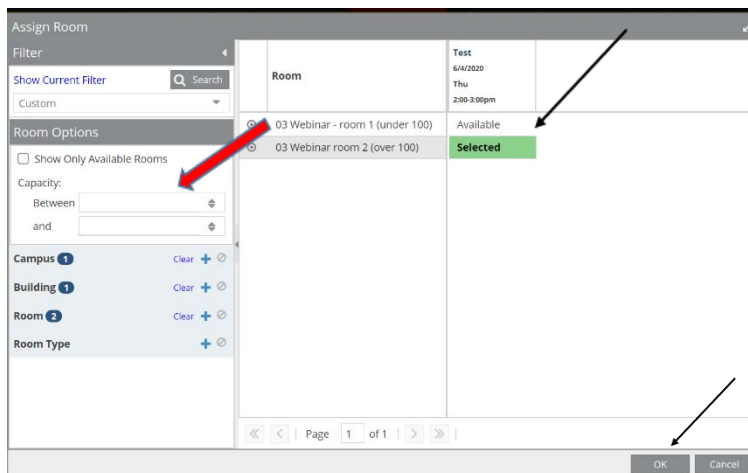 Assign Room
Filter
Show Current Filter
Search
Custom
Room Options
Show Only Available Rooms
Capacity:
Between
and
Campus 1 Clear
Building 1 Clear
Room 2 Clear
Room Type
Room
Test
6/4/2020
Thu
2:00-3:00pm
03 Webinar - room 1 (under 100) Available
03 Webinar room 2 (over 100) Selected
Page 1 of 1
OK Cancel